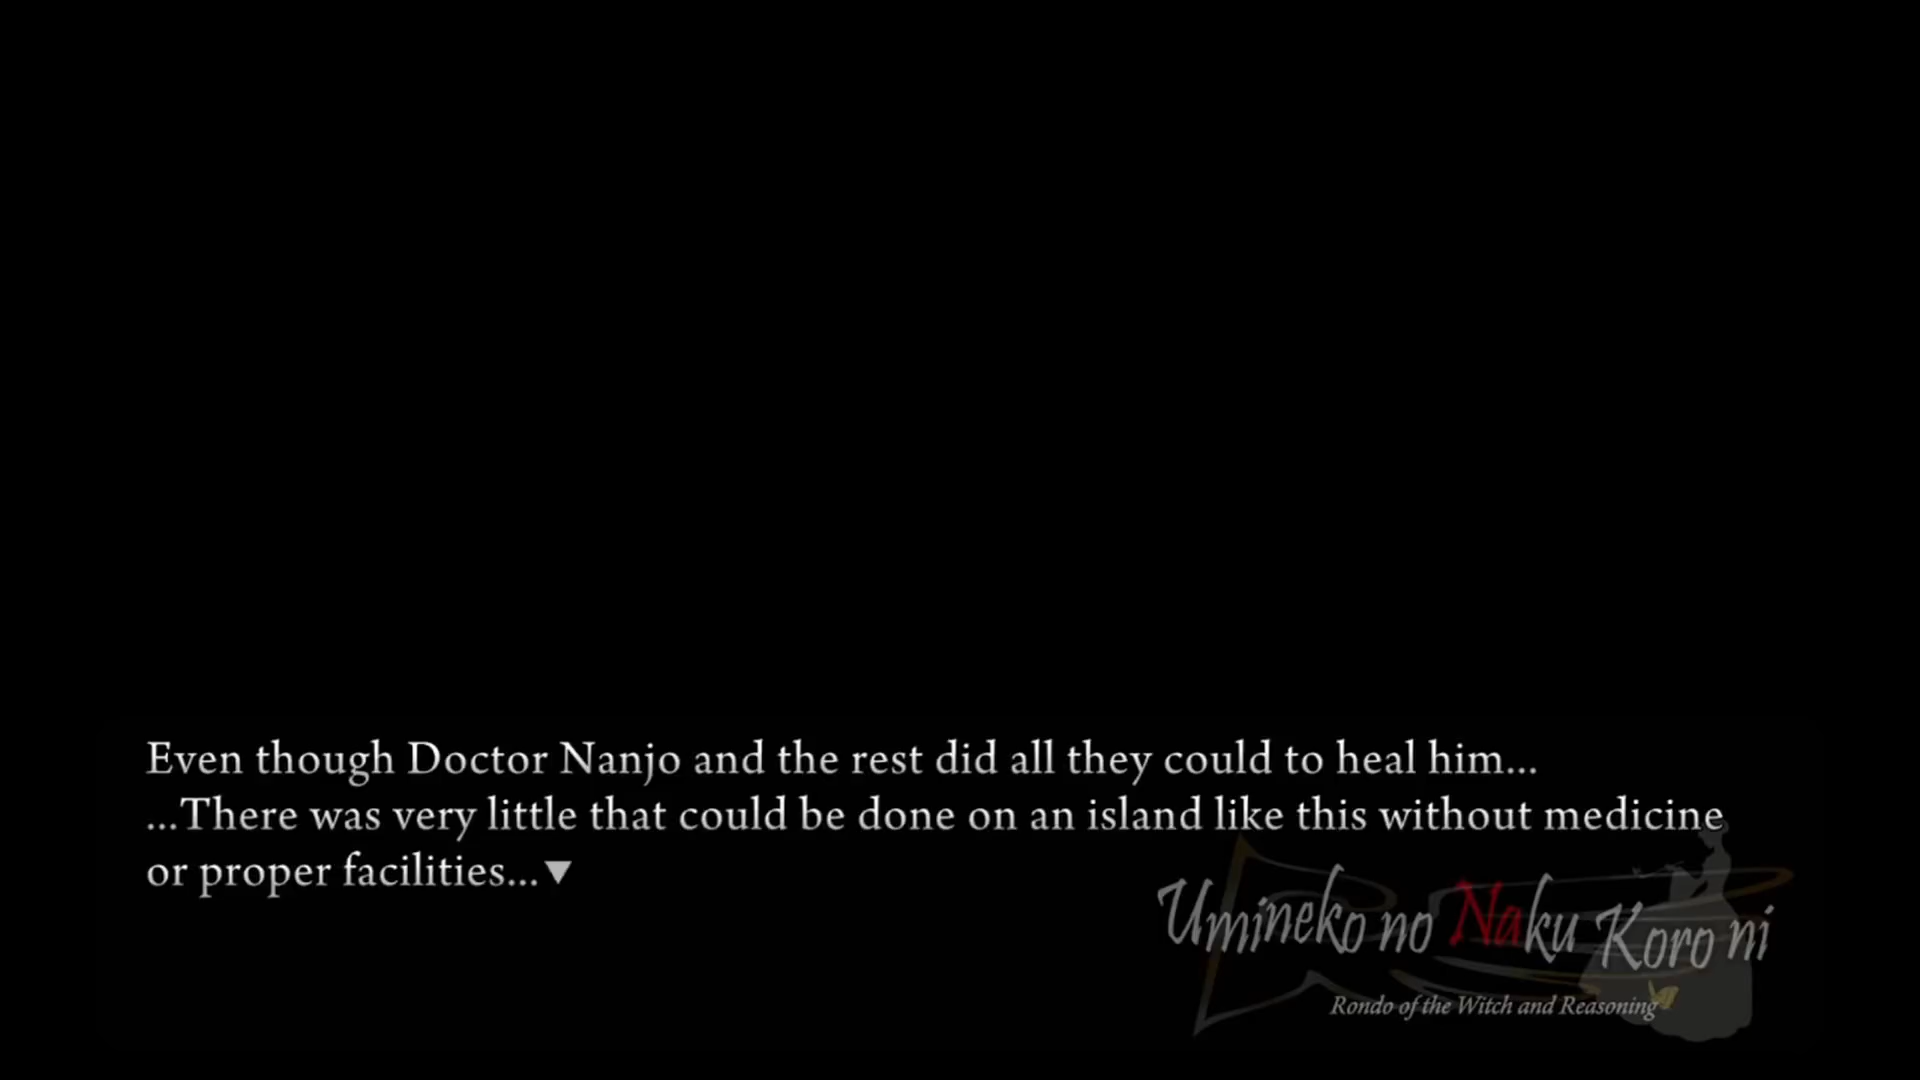 Even though Doctor Nanjo and the rest did all they could to heal him...
...There was very little that could be done on an island like this without medicine
or proper facilities...▼
Umineko no Naku Koro ni
Rondo of the Witch and Reasoning